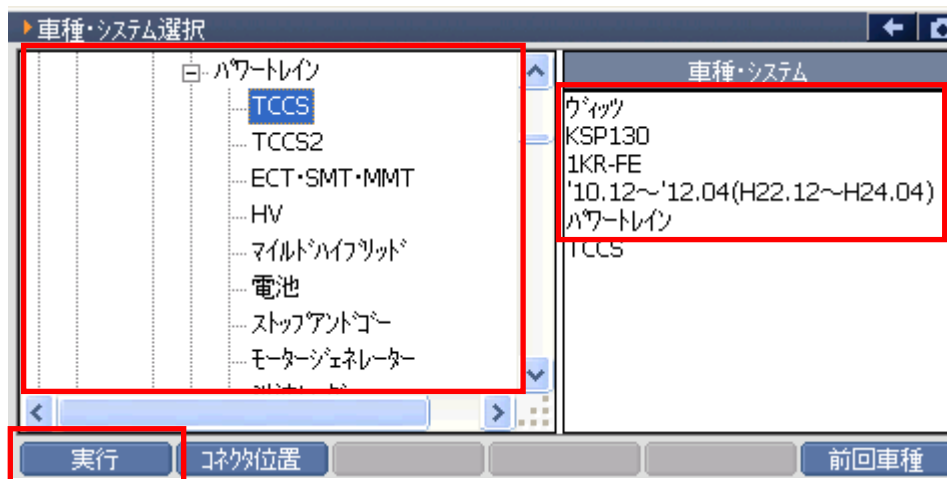 車種・システム選択
パワートレイン
TCCS
TCCS2
ECT・SMT・MMT
HV
マイルドハイブリッド
電池
ストップアンドゴー
モータージェネレーター
車種・システム
ヴィッツ
KSP130
1KR-FE
'10.12～'12.04(H22.12～H24.04)
パワートレイン
TCCS
実行
コネクタ位置
前回車種